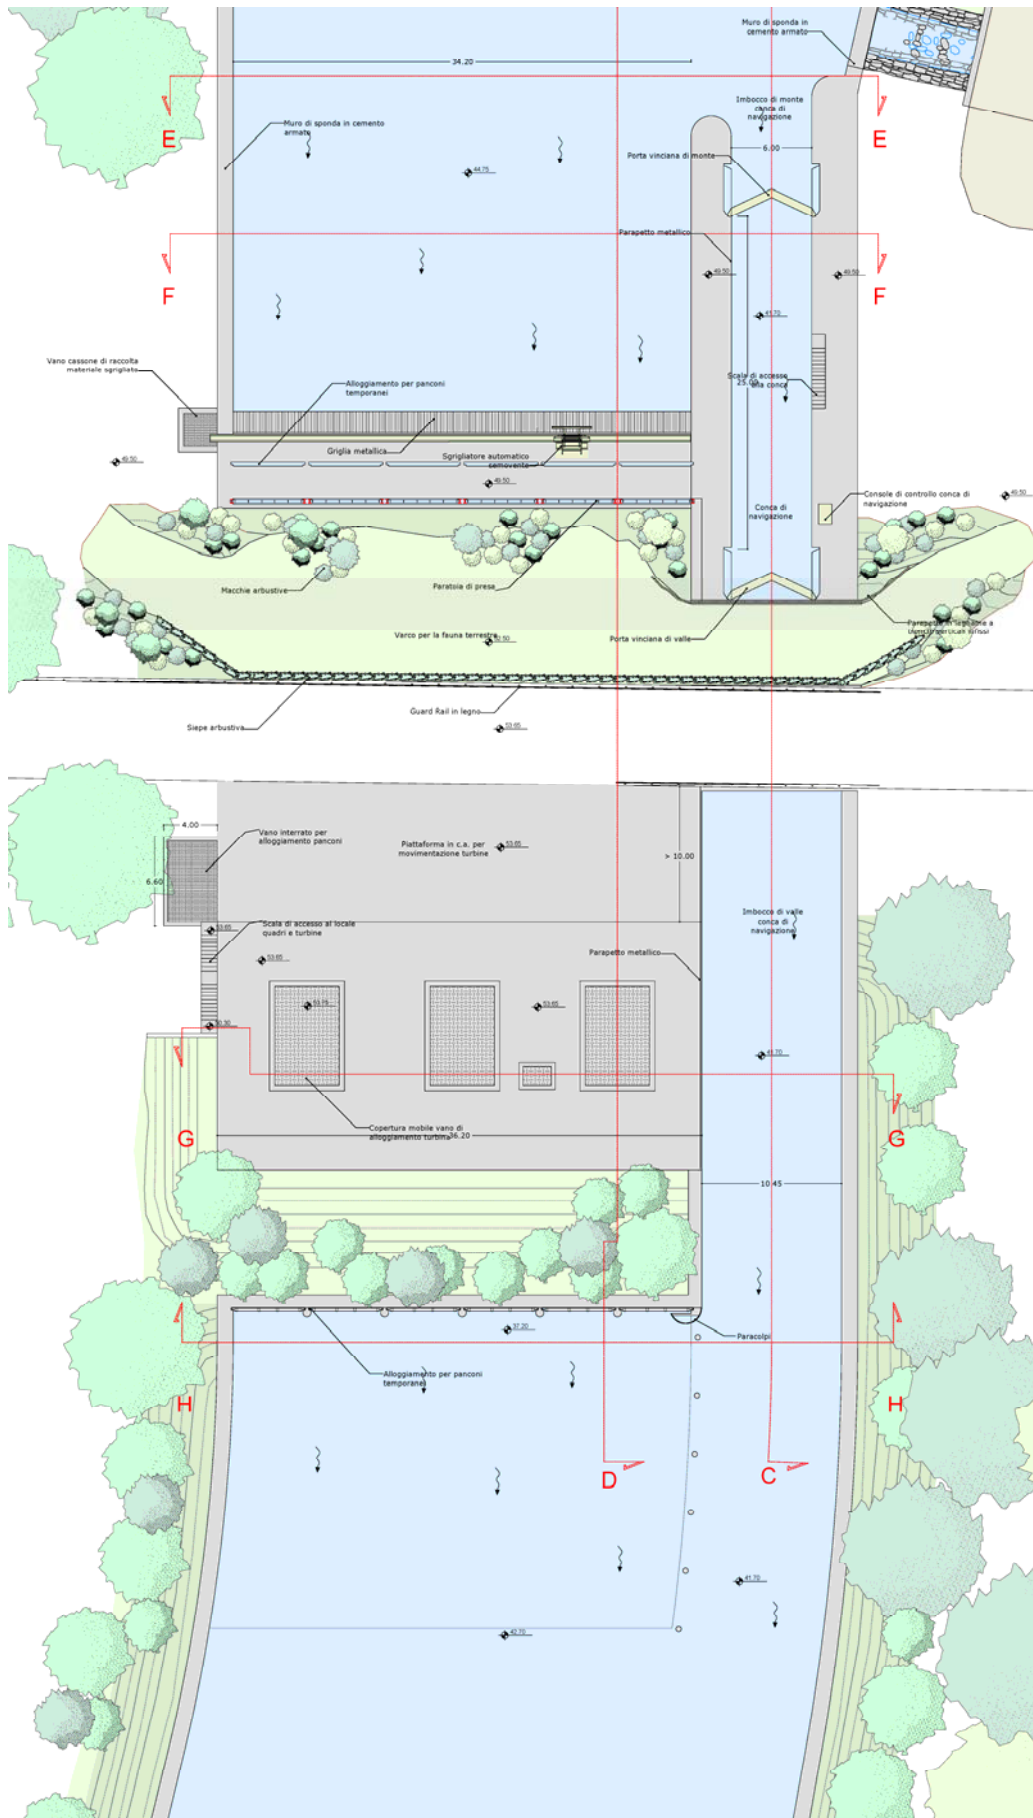 Muro di sponda in
cemento armato
34.20
Imbocco di monte
conca di
navigazione
E
E
Muro di sponda in cemento
armato
6.00
Porta vinciana di monte
44.75
Parapetto metallico
F
F
49.50
49.50
41.70
Vano cassone di raccolta
materiale sgrigliato
Alloggiamento per panconi
temporanei
Scala di accesso
alla conca
25.00
Griglia metallica
Sgrigliatore automatico
semovente
49.50
49.50
Console di controllo conca di
navigazione
49.50
Conca di
navigazione
Macchie arbustive
Paratoia di presa
Varco per la fauna terrestre
50.50
Porta vinciana di valle
Siepe arbustiva
Guard Rail in legno
53.65
4.00
Vano interrato per
alloggiamento panconi
Piattaforma in c.a. per
movimentazione turbine
53.65
> 10.00
6.60
Scala di accesso al locale
quadri e turbine
53.65
Imbocco di valle
conca di
navigazione
53.65
Parapetto metallico
53.75
53.65
50.30
41.70
G
G
Copertura mobile vano di
alloggiamento turbina
36.20
10.45
37.20
Paracolpi
Alloggiamento per panconi
temporanei
H
H
D
C
41.70
42.70